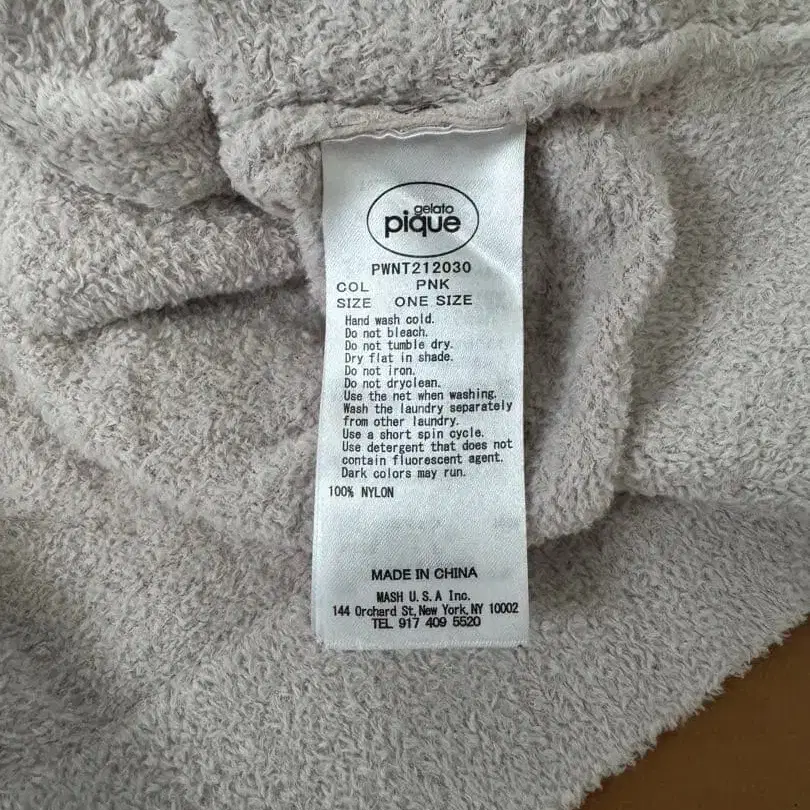 gelato
pique
PWNT212030
COL PNK
SIZE ONE SIZE
Hand wash cold.
Do not bleach.
Do not tumble dry.
Dry flat in shade.
Do not iron.
Do not dryclean.
Use the net when washing.
Wash the laundry separately
from other laundry.
Use a short spin cycle.
Use detergent that does not
contain fluorescent agent.
Dark colors may run.
100% NYLON
MADE IN CHINA
MASH U.S.A Inc.
144 Orchard St, New York, NY 10002
TEL 917 409 5520